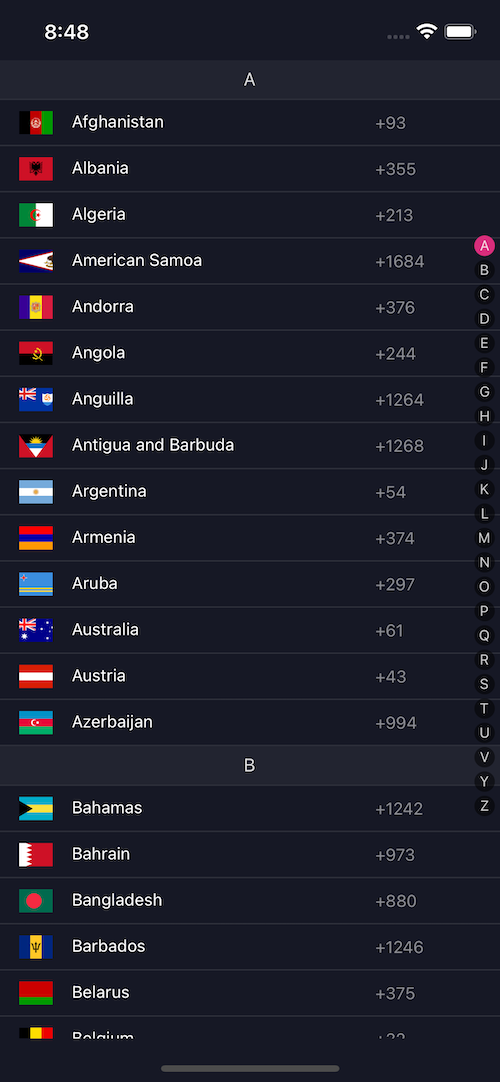 8:48
A
Afghanistan +93
Albania +355
Algeria +213
American Samoa +1684
Andorra +376
Angola +244
Anguilla +1264
Antigua and Barbuda +1268
Argentina +54
Armenia +374
Aruba +297
Australia +61
Austria +43
Azerbaijan +994
B
Bahamas +1242
Bahrain +973
Bangladesh +880
Barbados +1246
Belarus +375
Belgium +32
A
B
C
D
E
F
G
H
I
J
K
L
M
N
O
P
Q
R
S
T
U
V
Y
Z